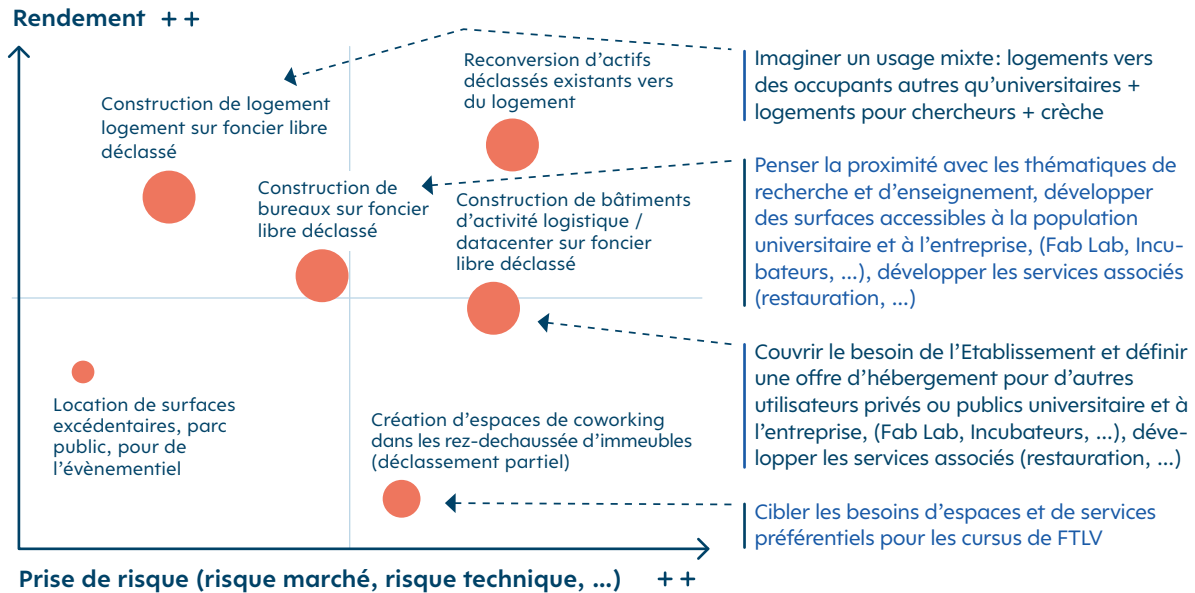 Rendement ++
Construction de logement
logement sur foncier libre
déclassé
Reconversion d'actifs
déclassés existants vers
du logement
Construction de
bureaux sur foncier
libre déclassé
Construction de bâtiments
d'activité logistique /
datacenter sur foncier
libre déclassé
Location de surfaces
excédentaires, parc
public, pour de
l'évènementiel
Création d'espaces de coworking
dans les rez-dechaussée d'immeubles
(déclassement partiel)
Prise de risque (risque marché, risque technique, ...) ++
Imaginer un usage mixte: logements vers
des occupants autres qu'universitaires +
logements pour chercheurs + crèche
Penser la proximité avec les thématiques de
recherche et d'enseignement, développer
des surfaces accessibles à la population
universitaire et à l'entreprise, (Fab Lab, Incu-
bateurs, ...), développer les services associés
(restauration, ...)
Couvrir le besoin de l'Etablissement et définir
une offre d'hébergement pour d'autres
utilisateurs privés ou publics universitaire et à
l'entreprise, (Fab Lab, Incubateurs, ...), déve-
lopper les services associés (restauration, ...)
Cibler les besoins d'espaces et de services
préférentiels pour les cursus de FTLV